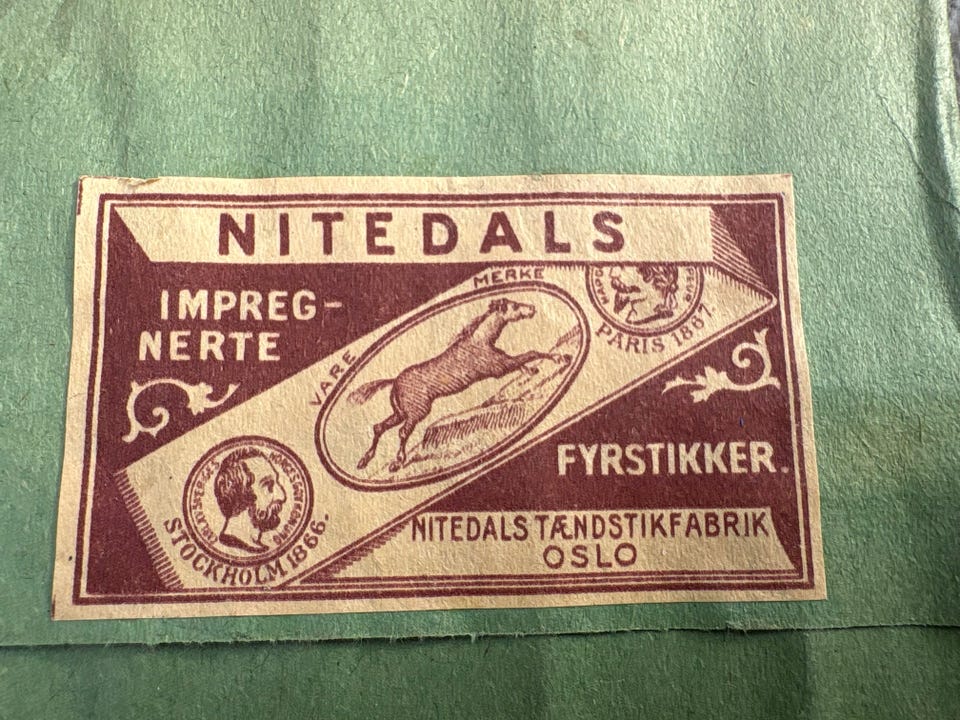 NITEDALS
IMPREG-
NERTE
VARE MERKE
PARIS 1867.
STOCKHOLM 1866.
FYRSTIKKER.
NITEDALS TÆNDSTIKFABRIK
OSLO